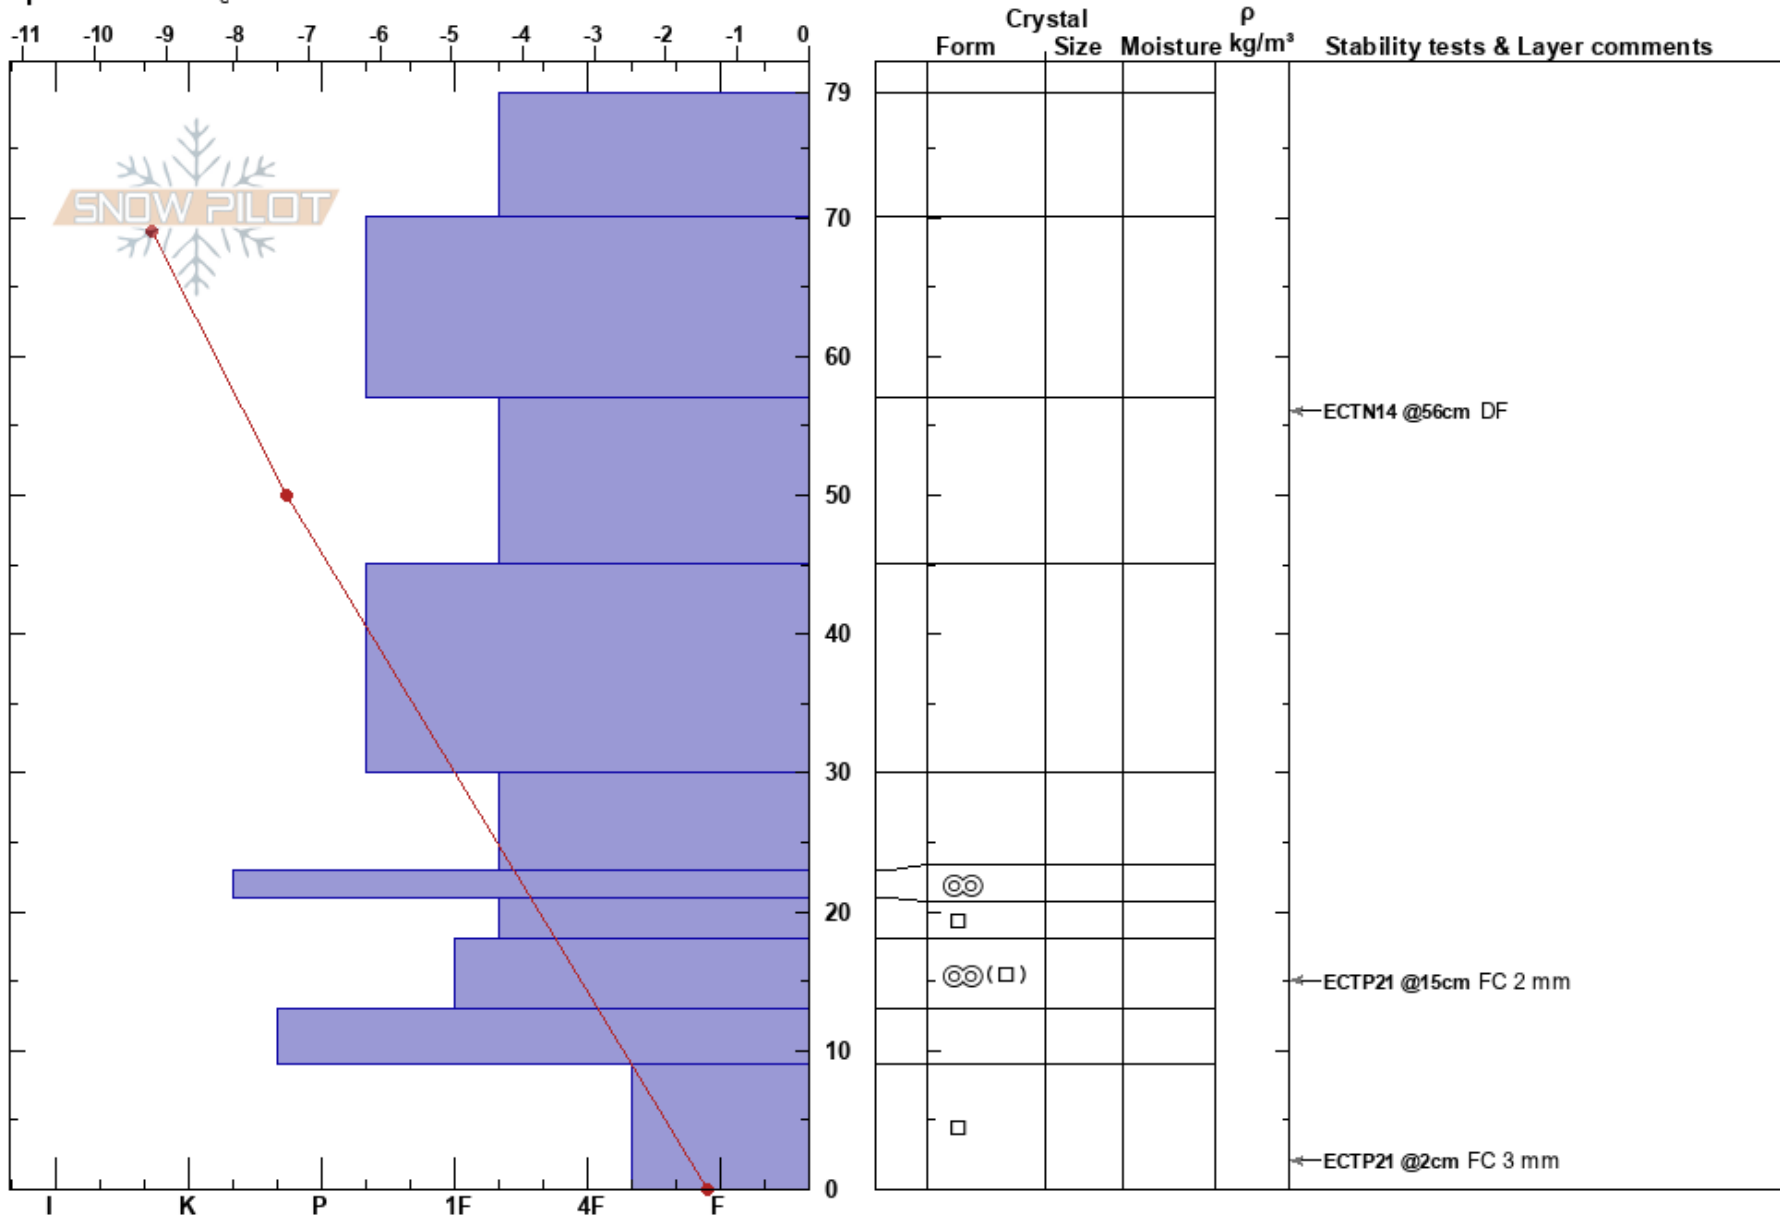 Crystal ρ
-11 -10 -9 -8 -7 -6 -5 -4 -3 -2 -1 0
Form Size Moisture kg/m³ Stability tests & Layer comments
79
SNOW PILOT
70
60
ECTN14 @56cm DF
50
40
30
20
ECTP21 @15cm FC 2 mm
10
ECTP21 @2cm FC 3 mm
0
I K P 1F 4F F